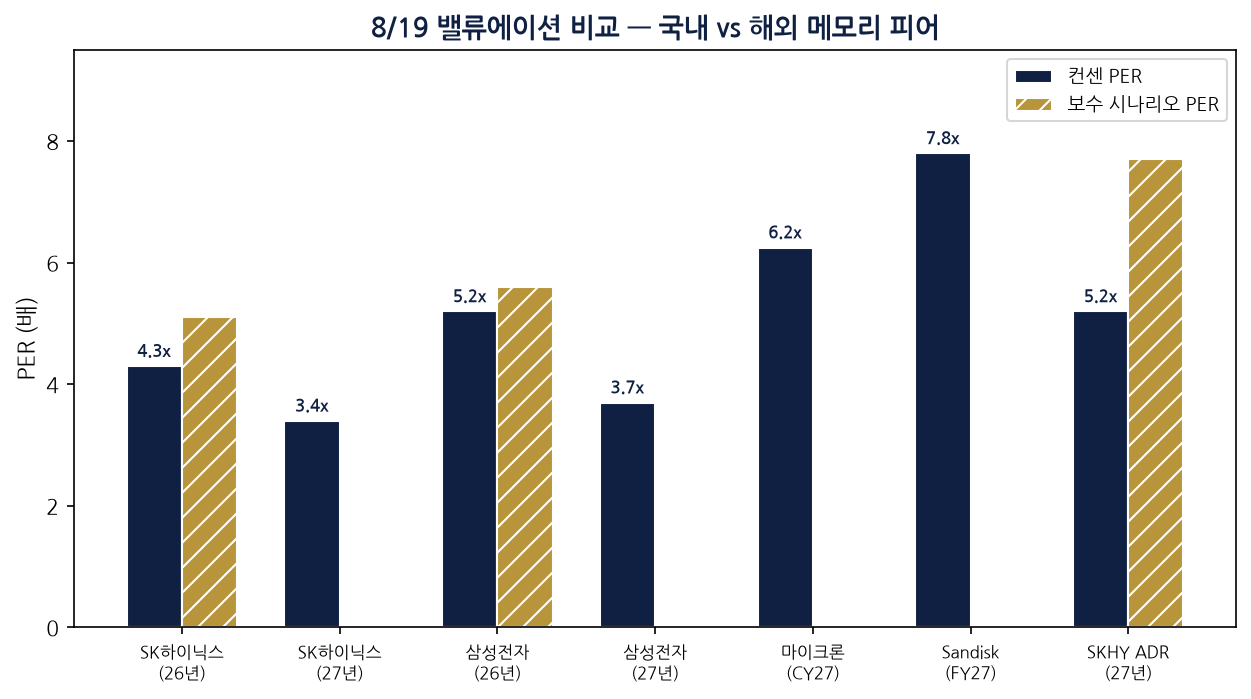 8/19 밸류에이션 비교 — 국내 vs 해외 메모리 피어
컨센 PER
보수 시나리오 PER
PER (배)
8
6
4
2
0
4.3x
3.4x
5.2x
3.7x
6.2x
7.8x
5.2x
SK하이닉스
(26년)
SK하이닉스
(27년)
삼성전자
(26년)
삼성전자
(27년)
마이크론
(CY27)
Sandisk
(FY27)
SKHY ADR
(27년)